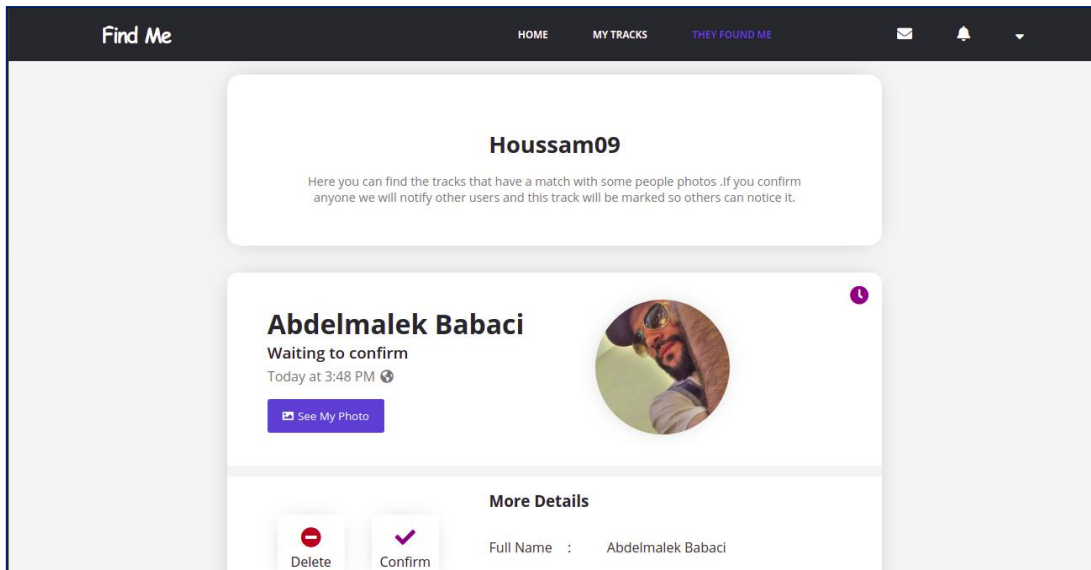 Find Me
HOME
MY TRACKS
THEY FOUND ME
Houssam09
Here you can find the tracks that have a match with some people photos .If you confirm
anyone we will notify other users and this track will be marked so others can notice it.
Abdelmalek Babaci
Waiting to confirm
Today at 3:48 PM
See My Photo
More Details
Delete
Confirm
Full Name : Abdelmalek Babaci